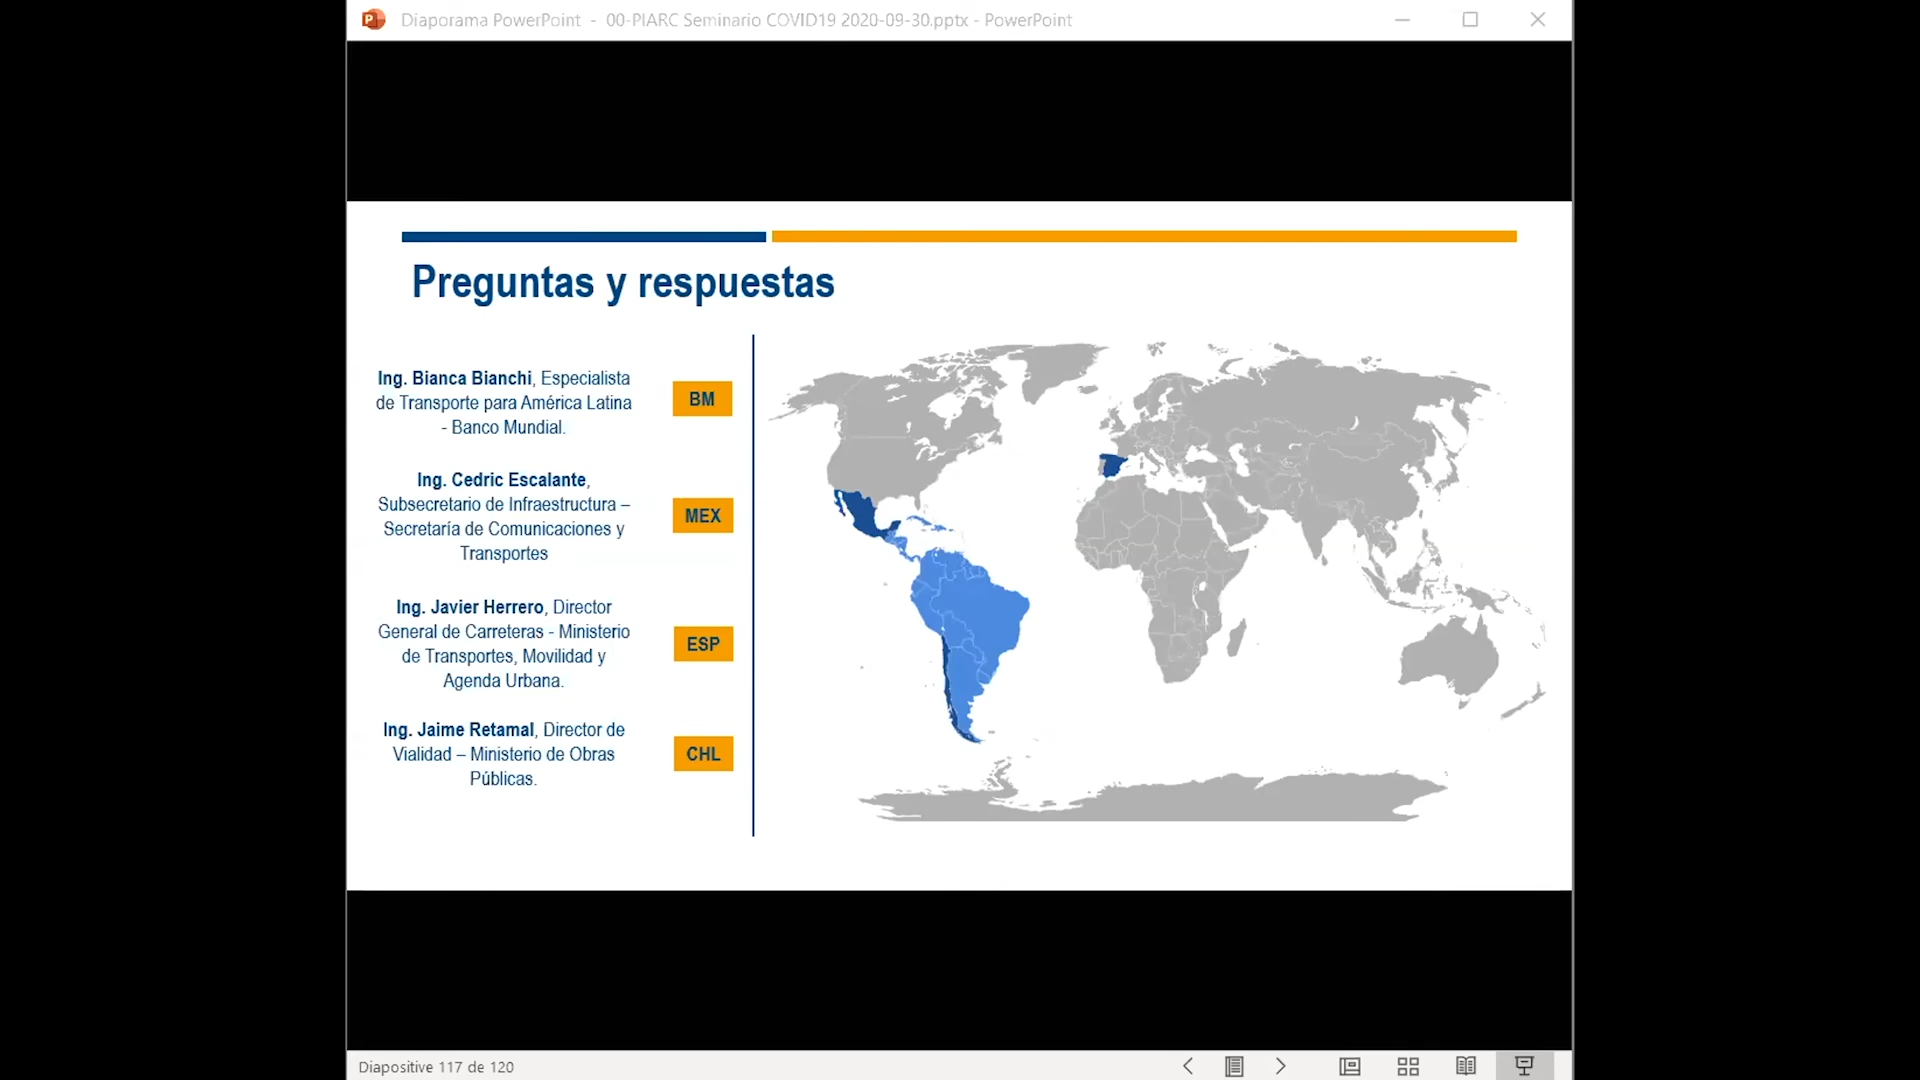 Diaporama PowerPoint - 00-PIARC Seminario COVID19 2020-09-30.pptx - PowerPoint
Preguntas y respuestas
Ing. Bianca Bianchi, Especialista
de Transporte para América Latina
- Banco Mundial.
BM
Ing. Cedric Escalante,
Subsecretario de Infraestructura –
Secretaría de Comunicaciones y
Transportes
MEX
Ing. Javier Herrero, Director
General de Carreteras - Ministerio
de Transportes, Movilidad y
Agenda Urbana.
ESP
Ing. Jaime Retamal, Director de
Vialidad – Ministerio de Obras
Públicas.
CHL
Diapositive 117 de 120